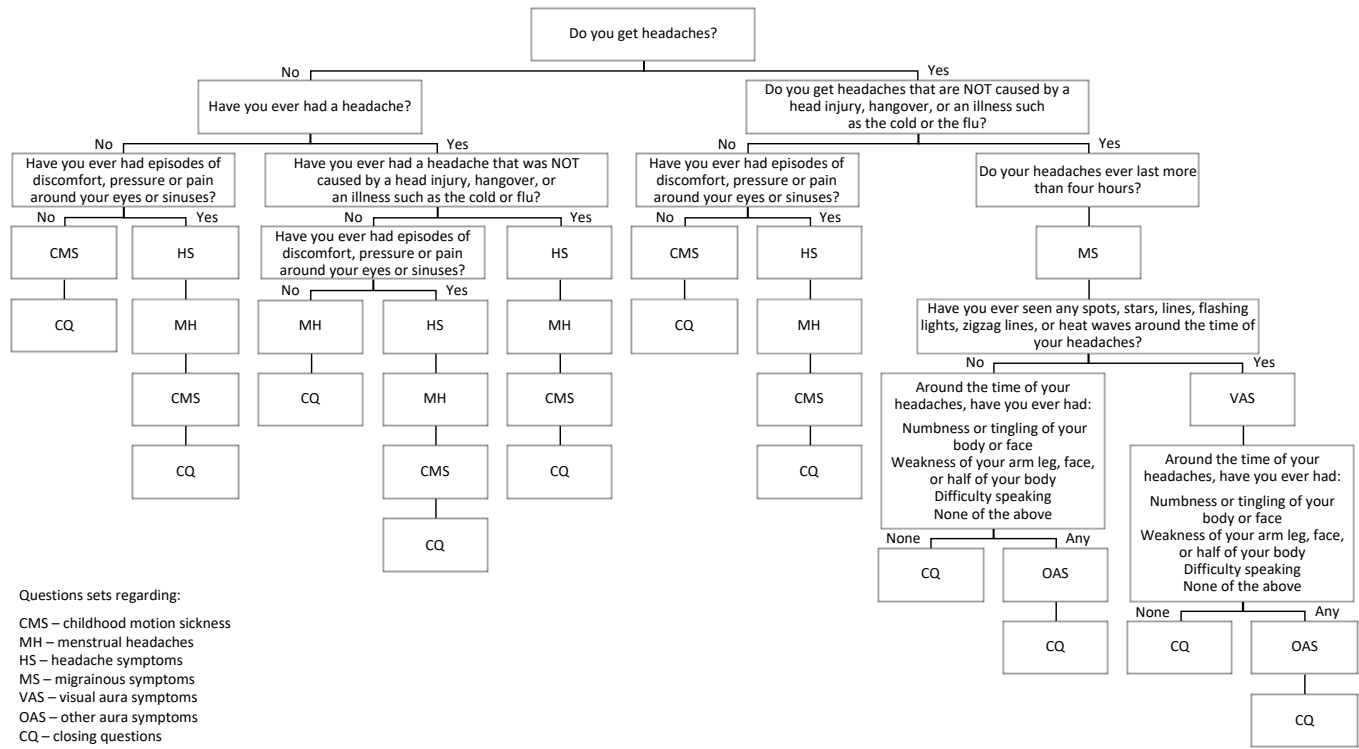 Do you get headaches?
No
Yes
Have you ever had a headache?
Do you get headaches that are NOT caused by a
head injury, hangover, or an illness such
as the cold or the flu?
No
Yes
No
Yes
Have you ever had episodes of
discomfort, pressure or pain
around your eyes or sinuses?
Have you ever had a headache that was NOT
caused by a head injury, hangover, or
an illness such as the cold or flu?
Have you ever had episodes of
discomfort, pressure or pain
around your eyes or sinuses?
Do your headaches ever last more
than four hours?
No
Yes
No
Yes
No
Yes
CMS
HS
Have you ever had episodes of
discomfort, pressure or pain
around your eyes or sinuses?
HS
CMS
HS
MS
No
Yes
CQ
MH
MH
HS
MH
CQ
MH
Have you ever seen any spots, stars, lines, flashing
lights, zigzag lines, or heat waves around the time of
your headaches?
No
Yes
CMS
CQ
MH
CMS
CMS
Around the time of your
headaches, have you ever had:
Numbness or tingling of your
body or face
Weakness of your arm leg, face,
or half of your body
Difficulty speaking
None of the above
VAS
CQ
CMS
CQ
CQ
Around the time of your
headaches, have you ever had:
Numbness or tingling of your
body or face
Weakness of your arm leg, face,
or half of your body
Difficulty speaking
None of the above
CQ
None
Any
CQ
OAS
None
Any
CQ
CQ
OAS
CQ
Questions sets regarding:
CMS – childhood motion sickness
MH – menstrual headaches
HS – headache symptoms
MS – migrainous symptoms
VAS – visual aura symptoms
OAS – other aura symptoms
CQ – closing questions